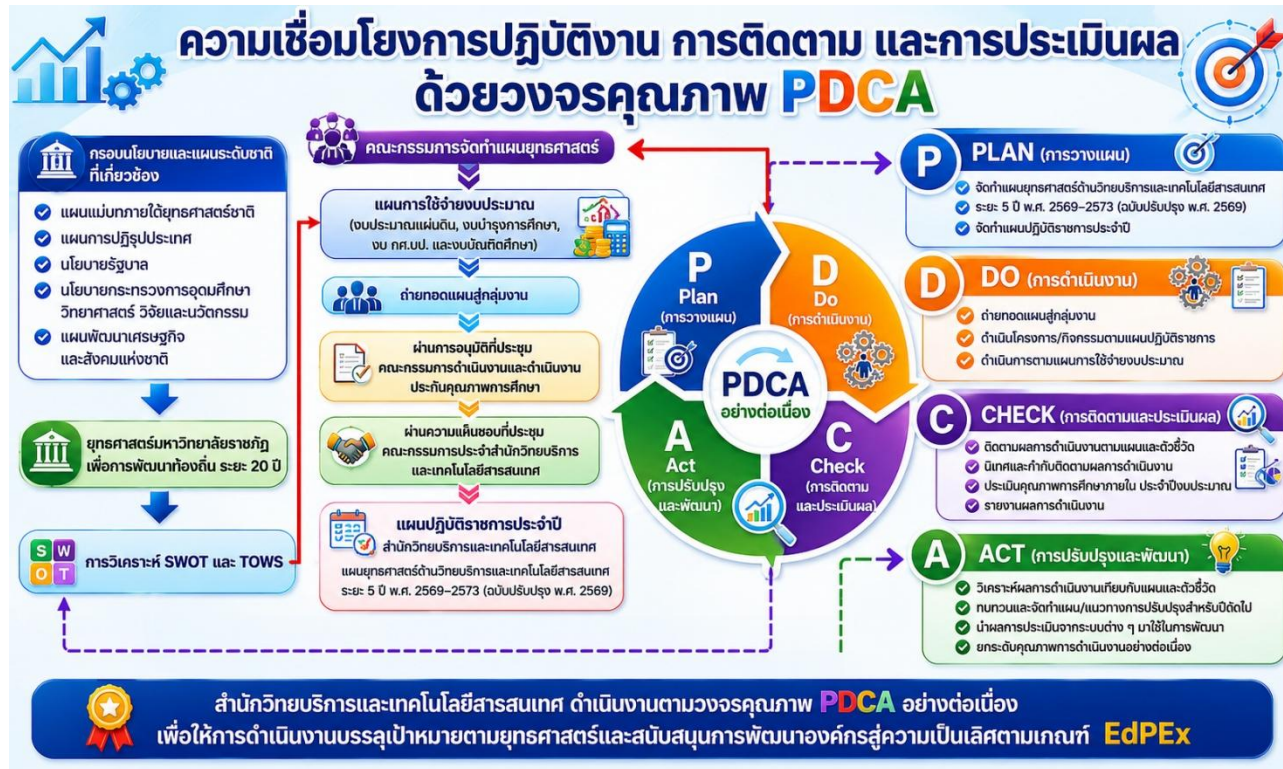 ความเชื่อมโยงการปฏิบัติงาน การติดตาม และการประเมินผล
ด้วยวงจรคุณภาพ PDCA
กรอบนโยบายและแผนระดับชาติ
ที่เกี่ยวข้อง
แผนแม่บทภายใต้ยุทธศาสตร์ชาติ
แผนการปฏิรูปประเทศ
นโยบายรัฐบาล
นโยบายกระทรวงการอุดมศึกษา
วิทยาศาสตร์ วิจัยและนวัตกรรม
แผนพัฒนาเศรษฐกิจ
และสังคมแห่งชาติ
ยุทธศาสตร์มหาวิทยาลัยราชภัฏ
เพื่อการพัฒนาท้องถิ่น ระยะ 20 ปี
S W
O T
การวิเคราะห์ SWOT และ TOWS
คณะกรรมการจัดทำแผนยุทธศาสตร์
แผนการใช้จ่ายงบประมาณ
(งบประมาณแผ่นดิน, งบบำรุงการศึกษา,
งบ กศ.บป. และงบบัณฑิตศึกษา)
ถ่ายทอดแผนสู่กลุ่มงาน
ผ่านการอนุมัติที่ประชุม
คณะกรรมการดำเนินงานและดำเนินงาน
ประกันคุณภาพการศึกษา
ผ่านความเห็นชอบที่ประชุม
คณะกรรมการประจำสำนักวิทยบริการ
และเทคโนโลยีสารสนเทศ
แผนปฏิบัติราชการประจำปี
สำนักวิทยบริการและเทคโนโลยีสารสนเทศ
แผนยุทธศาสตร์ด้านวิทยบริการและเทคโนโลยีสารสนเทศ
ระยะ 5 ปี พ.ศ. 2569–2573 (ฉบับปรับปรุง พ.ศ. 2569)
P
Plan
(การวางแผน)
D
Do
(การดำเนินงาน)
PDCA
อย่างต่อเนื่อง
A
Act
(การปรับปรุง
และพัฒนา)
C
Check
(การติดตาม
และประเมินผล)
P
PLAN (การวางแผน)
จัดทำแผนยุทธศาสตร์ด้านวิทยบริการและเทคโนโลยีสารสนเทศ
ระยะ 5 ปี พ.ศ. 2569–2573 (ฉบับปรับปรุง พ.ศ. 2569)
จัดทำแผนปฏิบัติราชการประจำปี
D
DO (การดำเนินงาน)
ถ่ายทอดแผนสู่กลุ่มงาน
ดำเนินโครงการ/กิจกรรมตามแผนปฏิบัติราชการ
ดำเนินการตามแผนการใช้จ่ายงบประมาณ
C
CHECK (การติดตามและประเมินผล)
ติดตามผลการดำเนินงานตามแผนและตัวชี้วัด
นิเทศและกำกับติดตามผลการดำเนินงาน
ประเมินคุณภาพการศึกษาภายใน ประจำปีงบประมาณ
รายงานผลการดำเนินงาน
A
ACT (การปรับปรุงและพัฒนา)
วิเคราะห์ผลการดำเนินงานเทียบกับแผนและตัวชี้วัด
ทบทวนและจัดทำแผน/แนวทางการปรับปรุงสำหรับปีถัดไป
นำผลการประเมินจากระบบต่าง ๆ มาใช้ในการพัฒนา
ยกระดับคุณภาพการดำเนินงานอย่างต่อเนื่อง
สำนักวิทยบริการและเทคโนโลยีสารสนเทศ ดำเนินงานตามวงจรคุณภาพ PDCA อย่างต่อเนื่อง
เพื่อให้การดำเนินงานบรรลุเป้าหมายตามยุทธศาสตร์และสนับสนุนการพัฒนาองค์กรสู่ความเป็นเลิศตามเกณฑ์ EdPEx